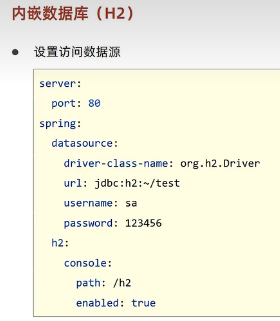 内嵌数据库（H2）
● 设置访问数据源
server:
  port: 80
spring:
  datasource:
    driver-class-name: org.h2.Driver
    url: jdbc:h2:~/test
    username: sa
    password: 123456
  h2:
    console:
      path: /h2
      enabled: true